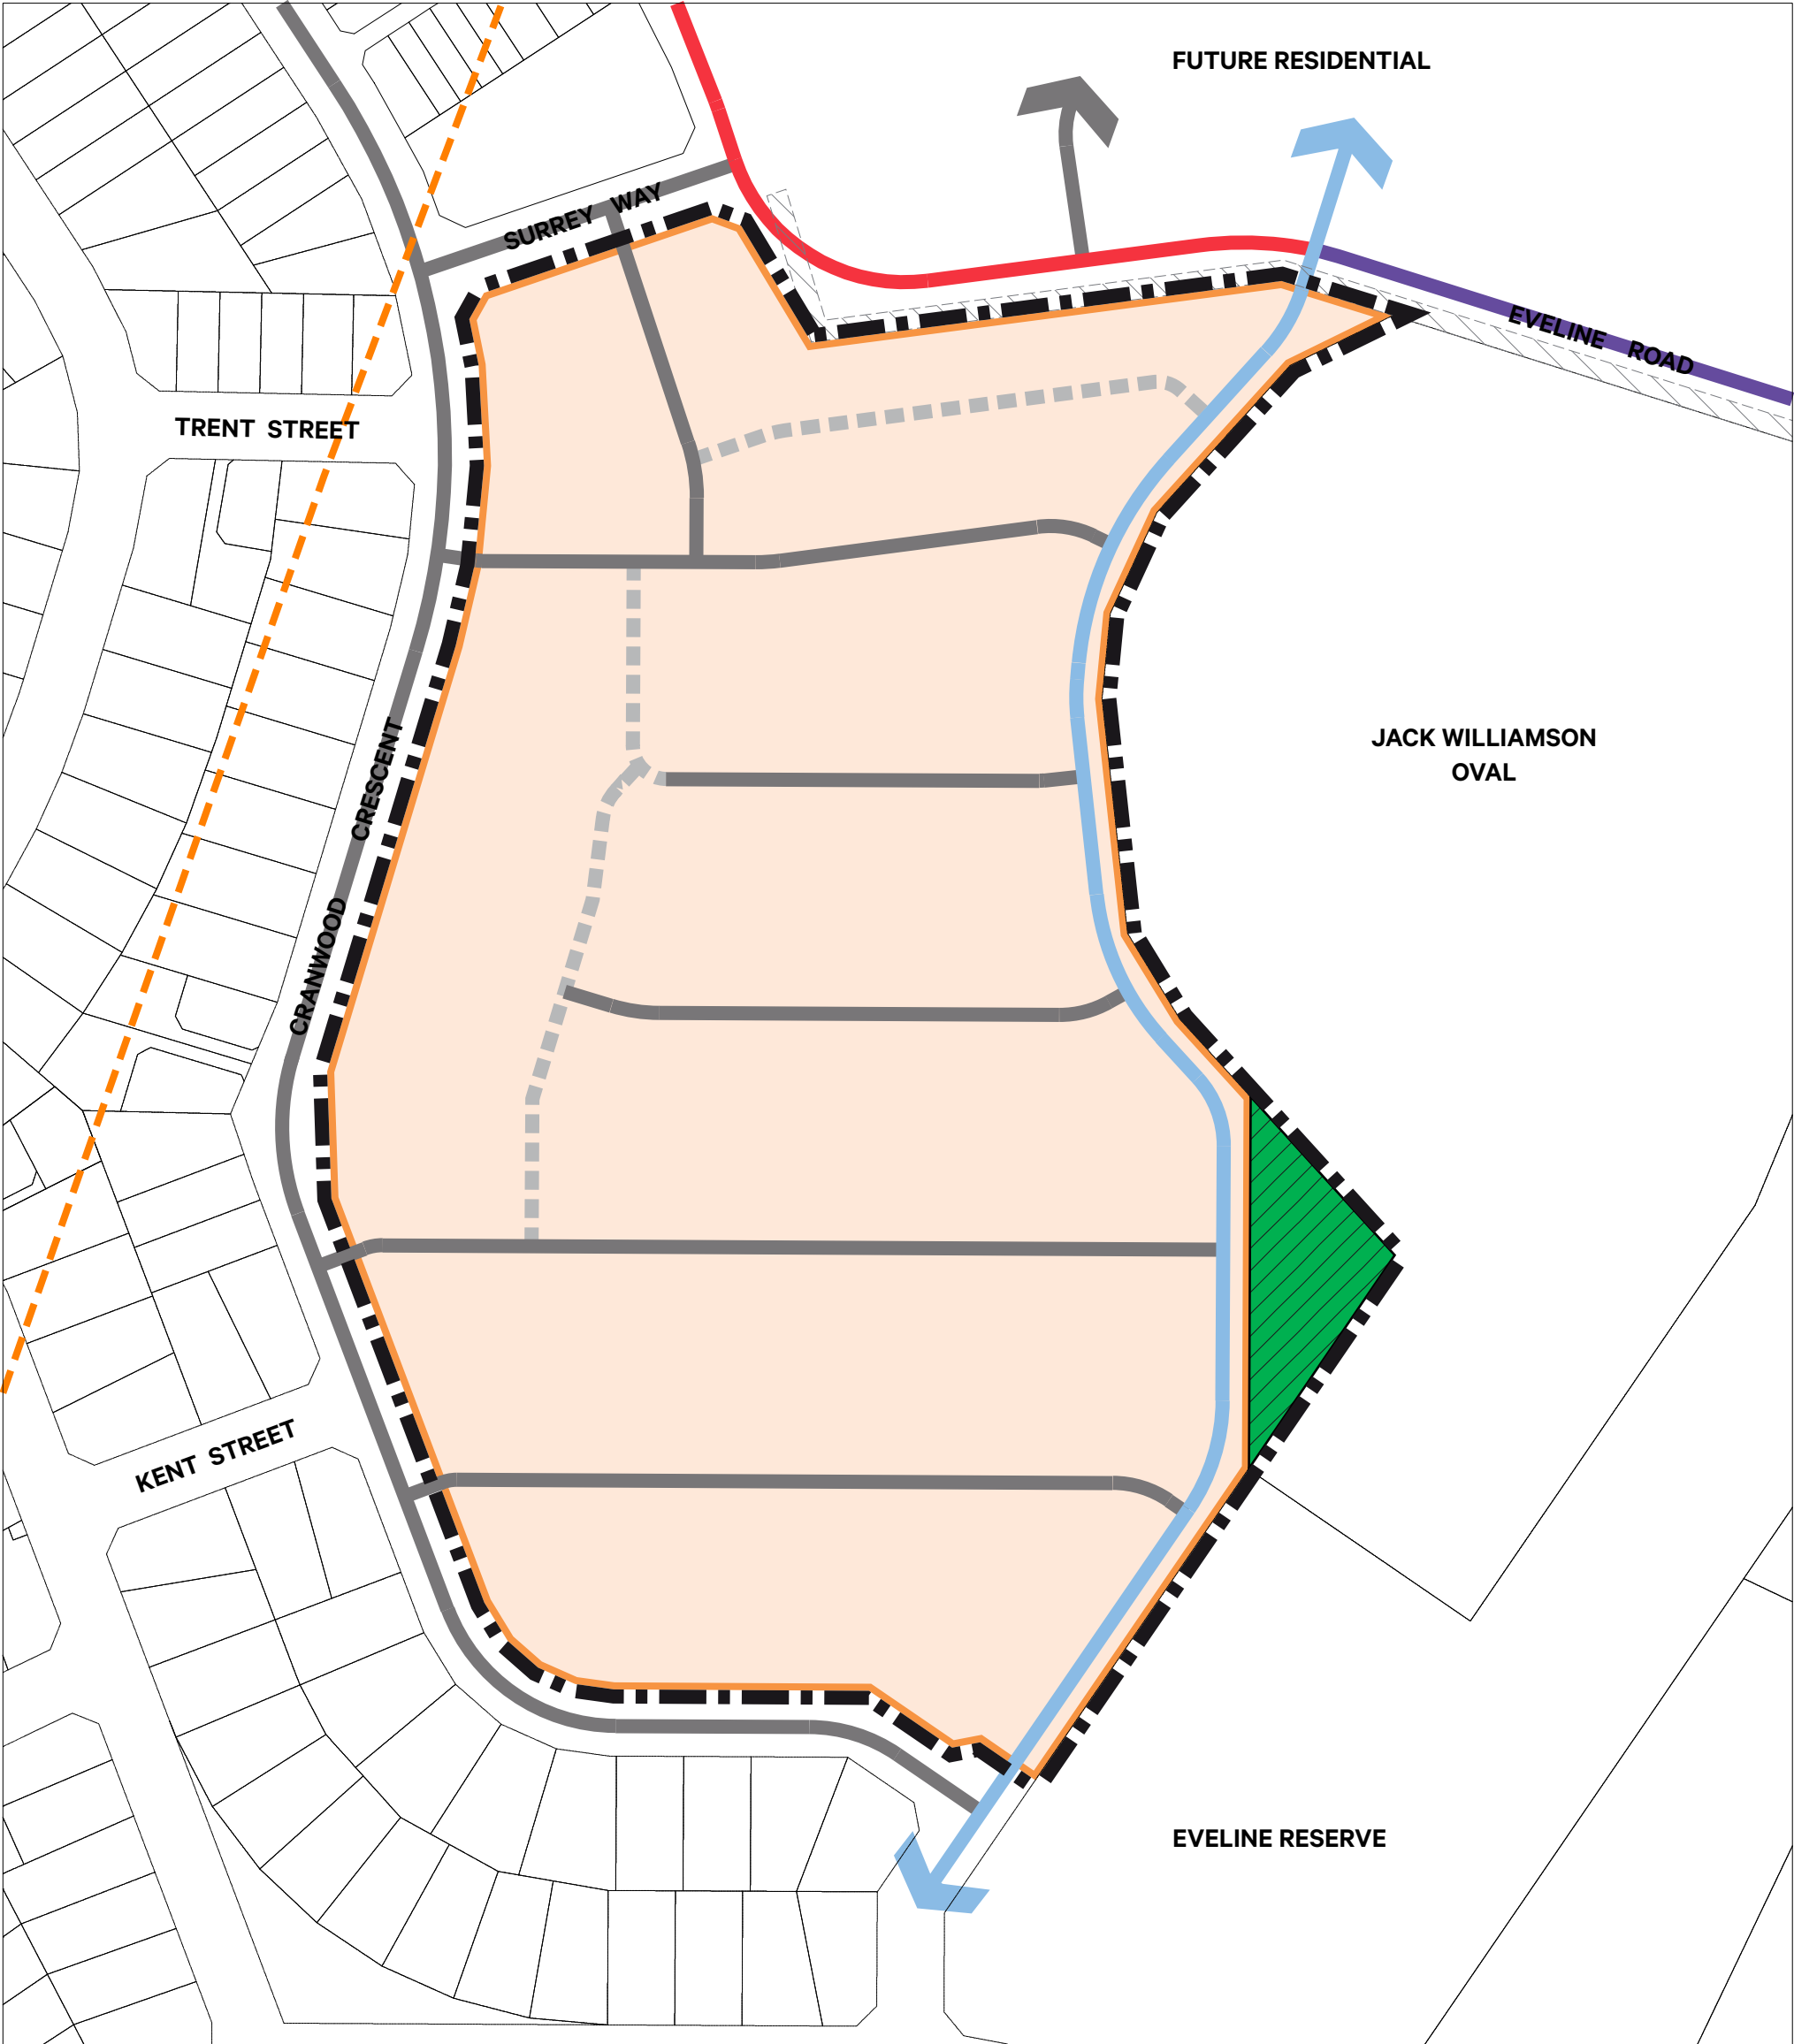 FUTURE RESIDENTIAL
SURREY WAY
EVELINE ROAD
TRENT STREET
JACK WILLIAMSON
OVAL
CRANWOOD CRESCENT
KENT STREET
EVELINE RESERVE